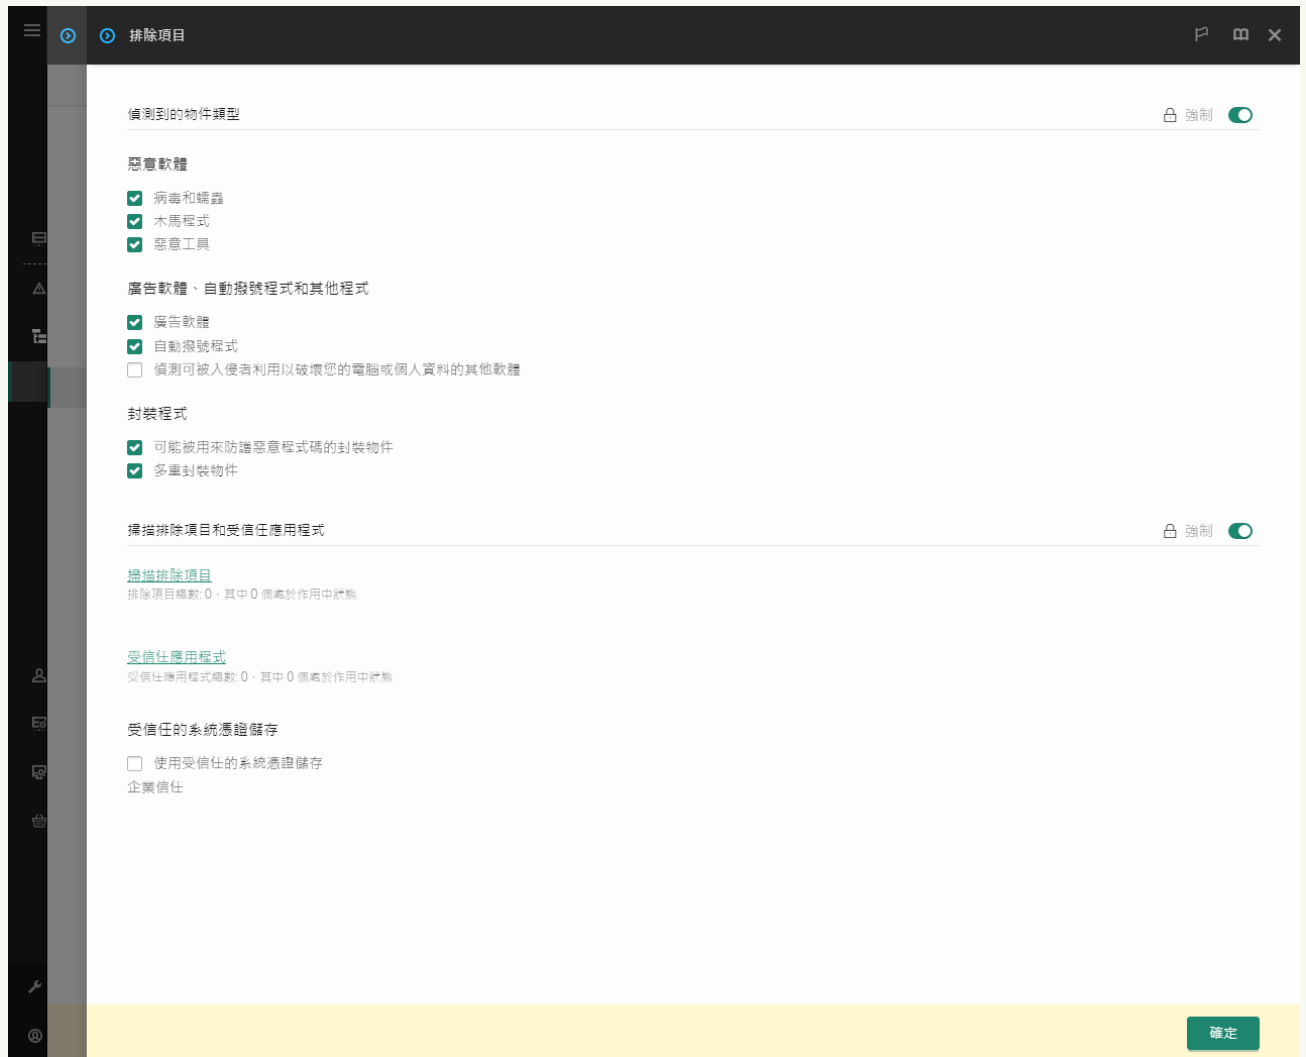 排除項目
偵測到的物件類型
強制
惡意軟體
病毒和蠕蟲
木馬程式
惡意工具
廣告軟體、自動撥號程式和其他程式
廣告軟體
自動撥號程式
偵測可被入侵者利用以破壞您的電腦或個人資料的其他軟體
封裝程式
可能被用來防護惡意程式碼的封裝物件
多重封裝物件
掃描排除項目和受信任應用程式
強制
掃描排除項目
排除項目總數: 0，其中 0 個處於作用中狀態
受信任應用程式
受信任應用程式總數: 0，其中 0 個處於作用中狀態
受信任的系統憑證儲存
使用受信任的系統憑證儲存
企業信任
確定